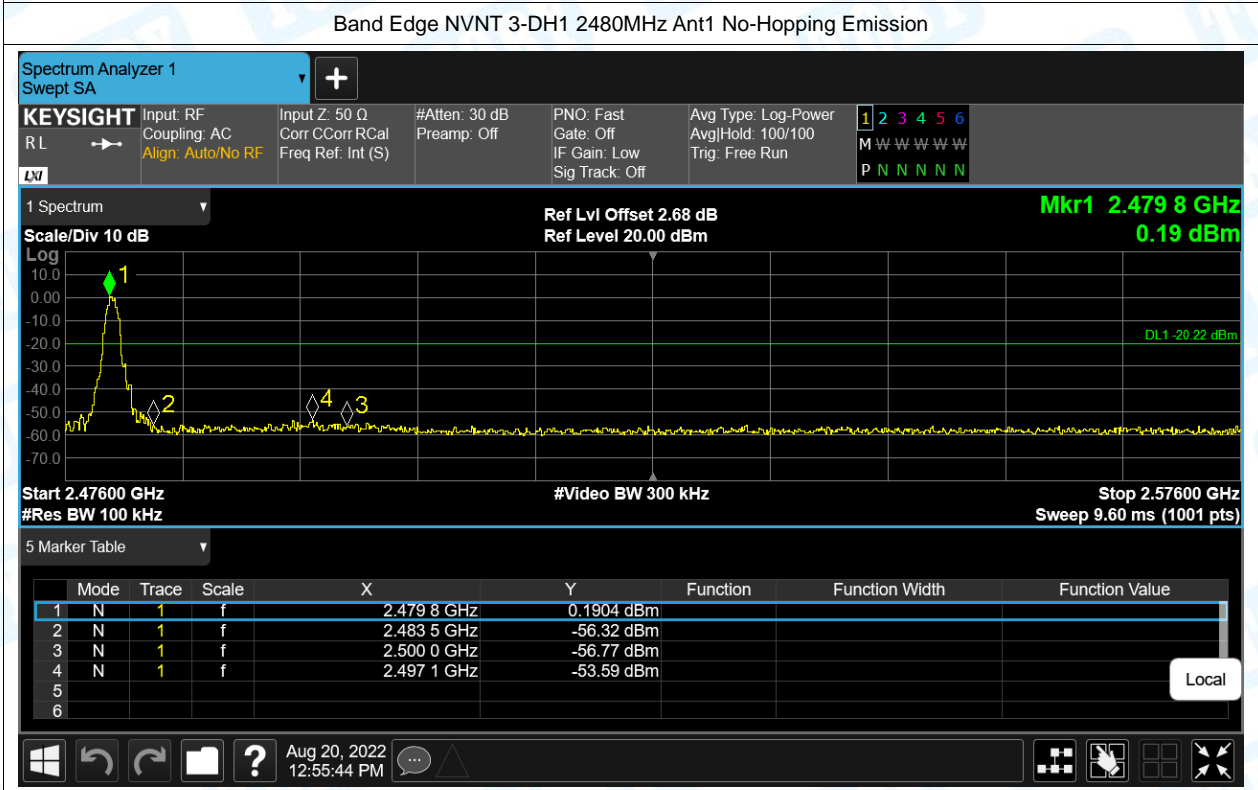 Band Edge NVNT 3-DH1 2480MHz Ant1 No-Hopping Emission
Spectrum Analyzer 1
Swept SA
+
KEYSIGHT Input: RF Input Z: 50 Ω #Atten: 30 dB PNO: Fast Avg Type: Log-Power 1 2 3 4 5 6
R L Coupling: AC Corr CCorr RCal Preamp: Off Gate: Off Avg|Hold: 100/100 M W W W W W
Align: Auto/No RF Freq Ref: Int (S) IF Gain: Low Trig: Free Run
LXI Sig Track: Off P N N N N N
1 Spectrum Ref Lvl Offset 2.68 dB Mkr1 2.479 8 GHz
Scale/Div 10 dB Ref Level 20.00 dBm 0.19 dBm
Log
10.0 1
0.00
-10.0
-20.0 DL1 -20.22 dBm
-30.0
-40.0
-50.0 2 4 3
-60.0
-70.0
Start 2.47600 GHz #Video BW 300 kHz Stop 2.57600 GHz
#Res BW 100 kHz Sweep 9.60 ms (1001 pts)
5 Marker Table
Mode Trace Scale X Y Function Function Width Function Value
1 N 1 f 2.479 8 GHz 0.1904 dBm
2 N 1 f 2.483 5 GHz -56.32 dBm
3 N 1 f 2.500 0 GHz -56.77 dBm
4 N 1 f 2.497 1 GHz -53.59 dBm
5
6
Local
? Aug 20, 2022
12:55:44 PM